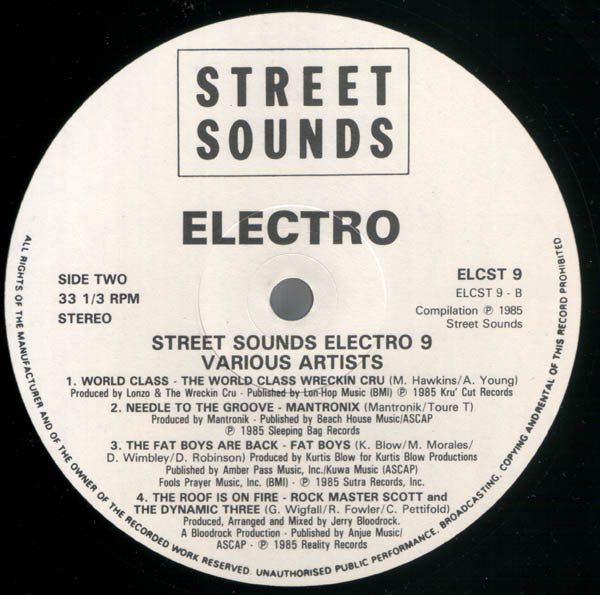 STREET
SOUNDS
ELECTRO
SIDE TWO
33 1/3 RPM
STEREO
ELCST 9
ELCST 9 - B
Compilation ℗ 1985
Street Sounds
STREET SOUNDS ELECTRO 9
VARIOUS ARTISTS
1. WORLD CLASS - THE WORLD CLASS WRECKIN CRU (M. Hawkins/A. Young)
Produced by Lonzo & The Wreckin Cru - Published by Lon-Hop Music (BMI) ℗ 1985 Kru' Cut Records
2. NEEDLE TO THE GROOVE - MANTRONIX (Mantronik/Toure T)
Produced by Mantronik - Published by Beach House Music/ASCAP
℗ 1985 Sleeping Bag Records
3. THE FAT BOYS ARE BACK - FAT BOYS (K. Blow/M. Morales/
D. Wimbley/D. Robinson) Produced by Kurtis Blow for Kurtis Blow Productions
Published by Amber Pass Music, Inc./Kuwa Music (ASCAP)
Fools Prayer Music, Inc. (BMI) - ℗ 1985 Sutra Records, Inc.
4. THE ROOF IS ON FIRE - ROCK MASTER SCOTT and
THE DYNAMIC THREE (G. Wigfall/R. Fowler/C. Pettifold)
Produced, Arranged and Mixed by Jerry Bloodrock.
A Bloodrock Production - Published by Anjue Music/
ASCAP - ℗ 1985 Reality Records
ALL RIGHTS OF THE MANUFACTURER AND OF THE OWNER OF THE RECORDED WORK RESERVED. UNAUTHORISED PUBLIC PERFORMANCE, BROADCASTING, COPYING ANDRENTAL OF THIS RECORD PROHIBITED